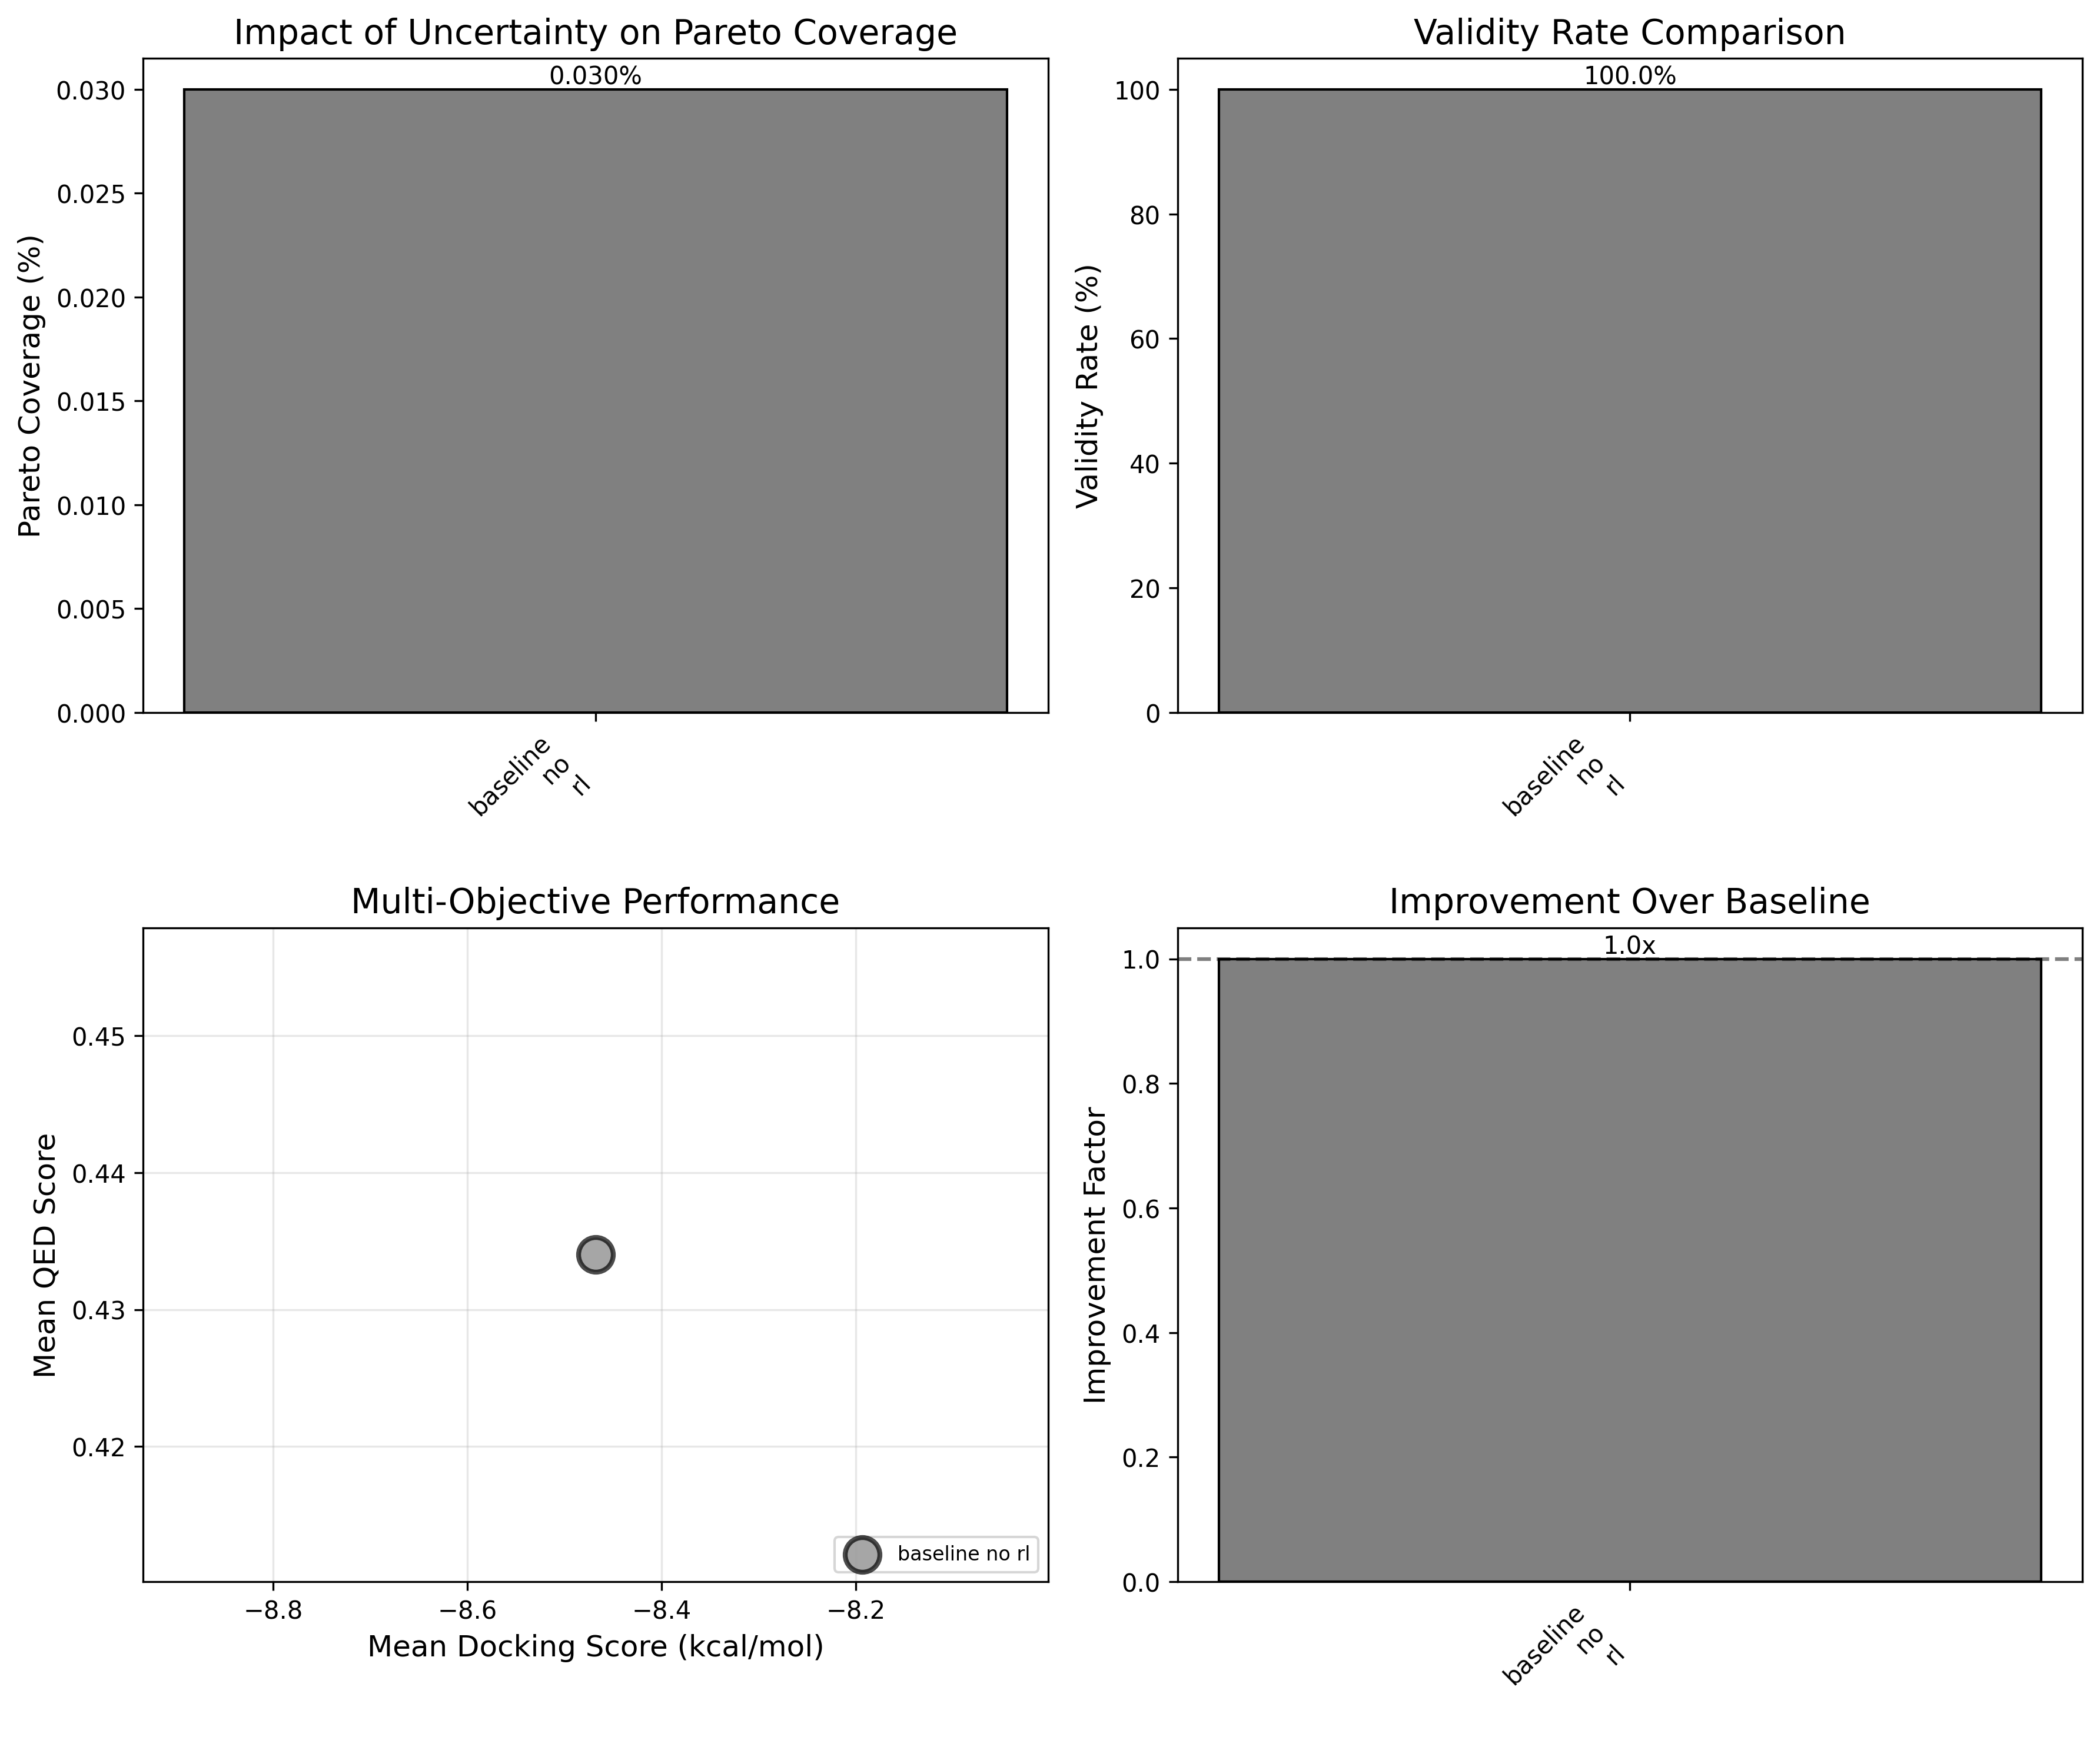 Impact of Uncertainty on Pareto Coverage
0.030%
0.030
0.025
0.020
0.015
0.010
0.005
0.000
Pareto Coverage (%)
baseline
no
rl
Validity Rate Comparison
100.0%
100
80
60
40
20
0
Validity Rate (%)
baseline
no
rl
Multi-Objective Performance
0.45
0.44
0.43
0.42
Mean QED Score
baseline no rl
−8.8
−8.6
−8.4
−8.2
Mean Docking Score (kcal/mol)
Improvement Over Baseline
1.0x
1.0
0.8
0.6
0.4
0.2
0.0
Improvement Factor
baseline
no
rl